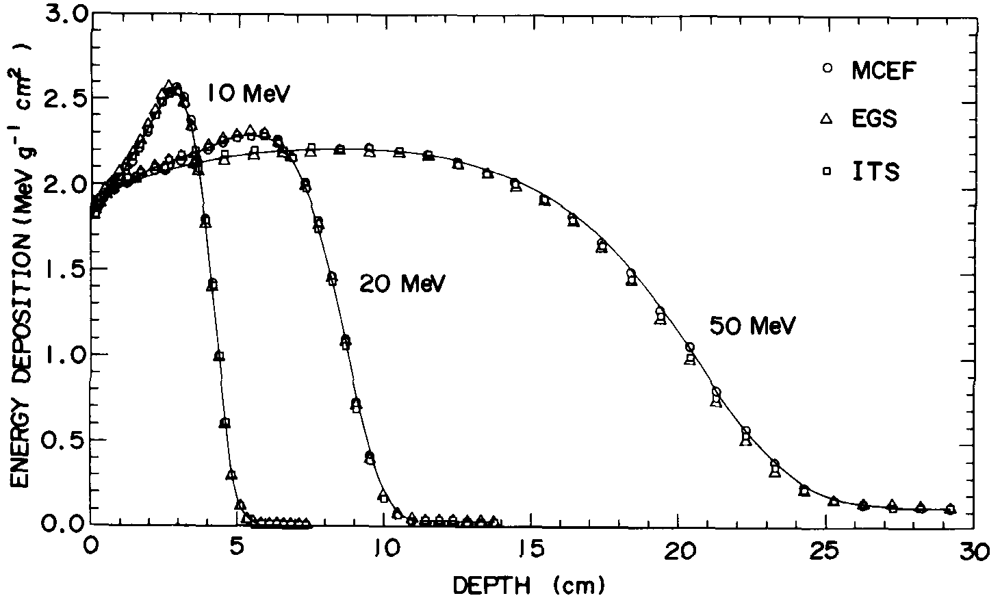 3.0
2.5
2.0
1.5
1.0
0.5
0.0
ENERGY DEPOSITION (MeV g⁻¹ cm²)
10 MeV
20 MeV
50 MeV
MCEF
EGS
ITS
0 5 10 15 20 25 30
DEPTH (cm)